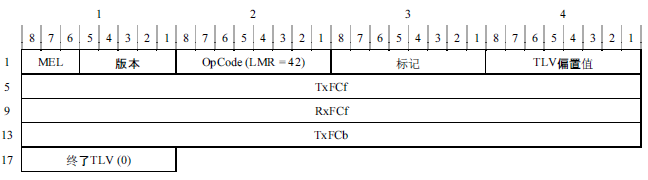 1 2 3 4
8 7 6 5 4 3 2 1 8 7 6 5 4 3 2 1 8 7 6 5 4 3 2 1 8 7 6 5 4 3 2 1
1 MEL 版本 OpCode (LMR = 42) 标记 TLV偏置值
5 TxFCf
9 RxFCf
13 TxFCb
17 终了TLV (0)